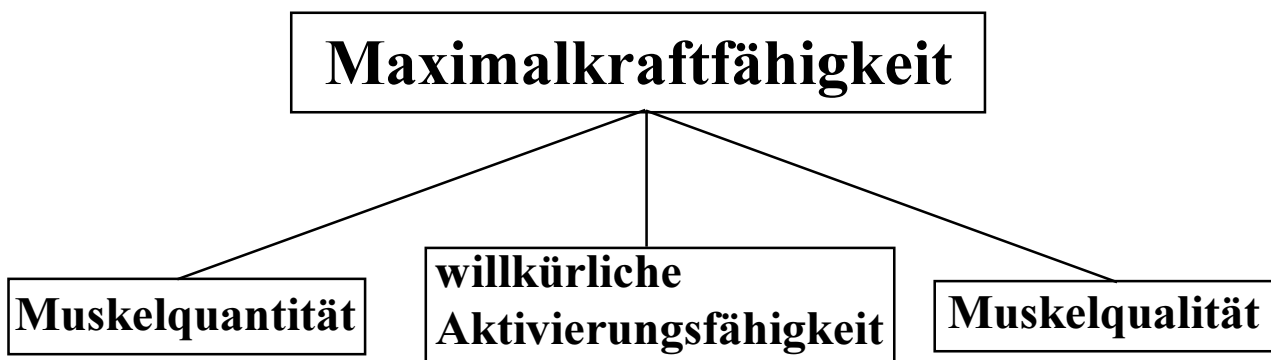 Maximalkraftfähigkeit
Muskelquantität
willkürliche
Aktivierungsfähigkeit
Muskelqualität